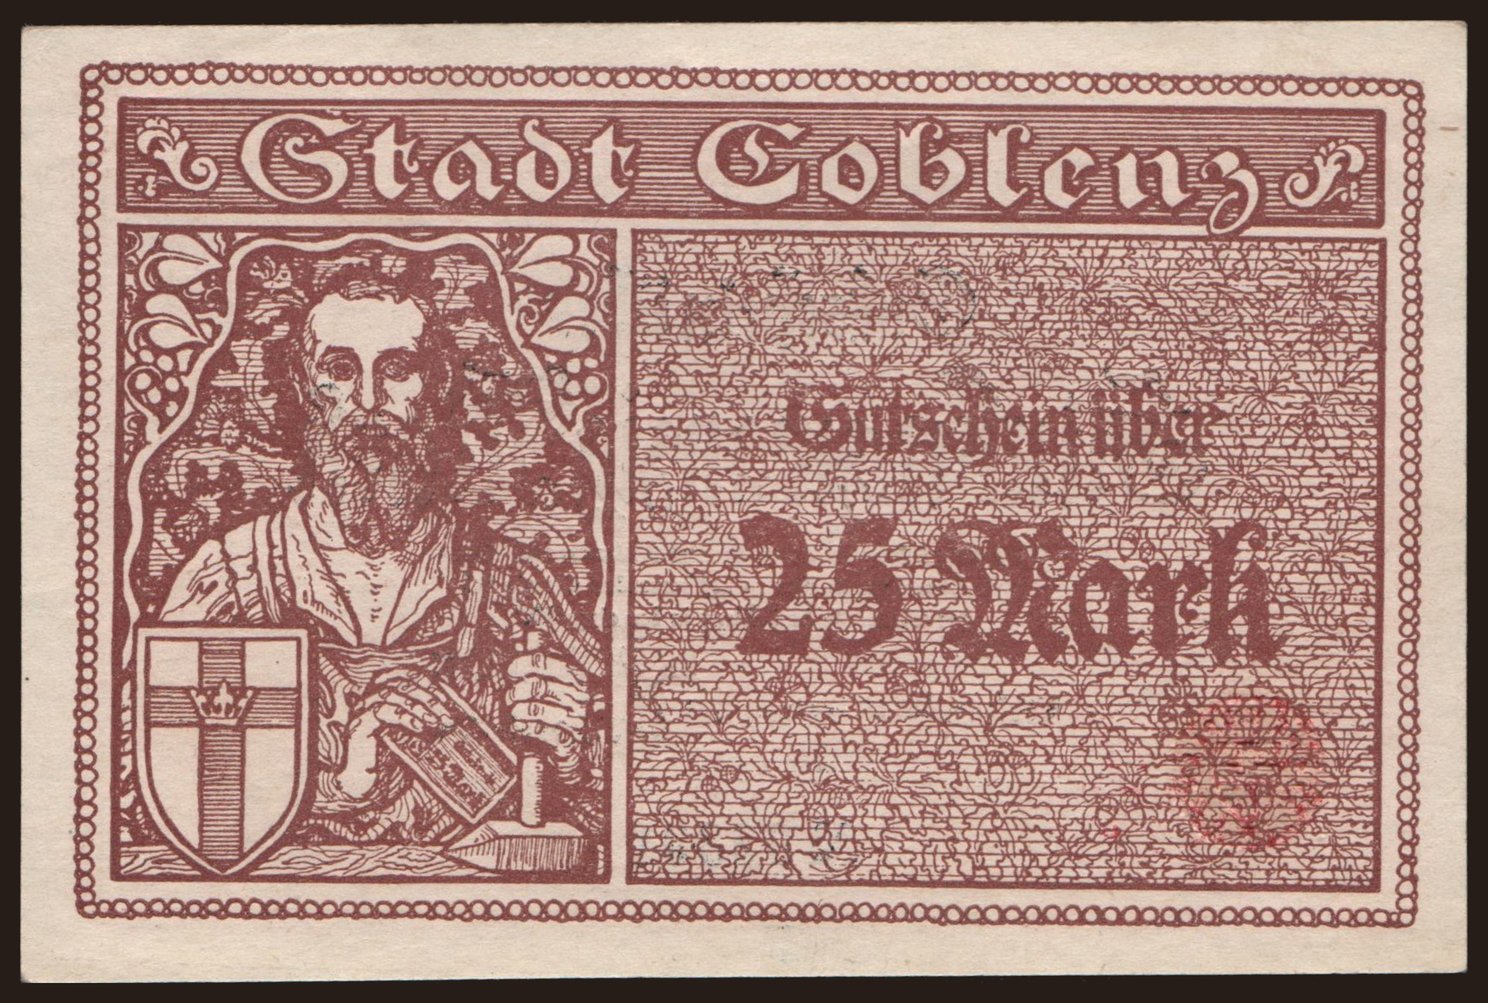 Stadt Coblenz
Gutschein über
25 Mark